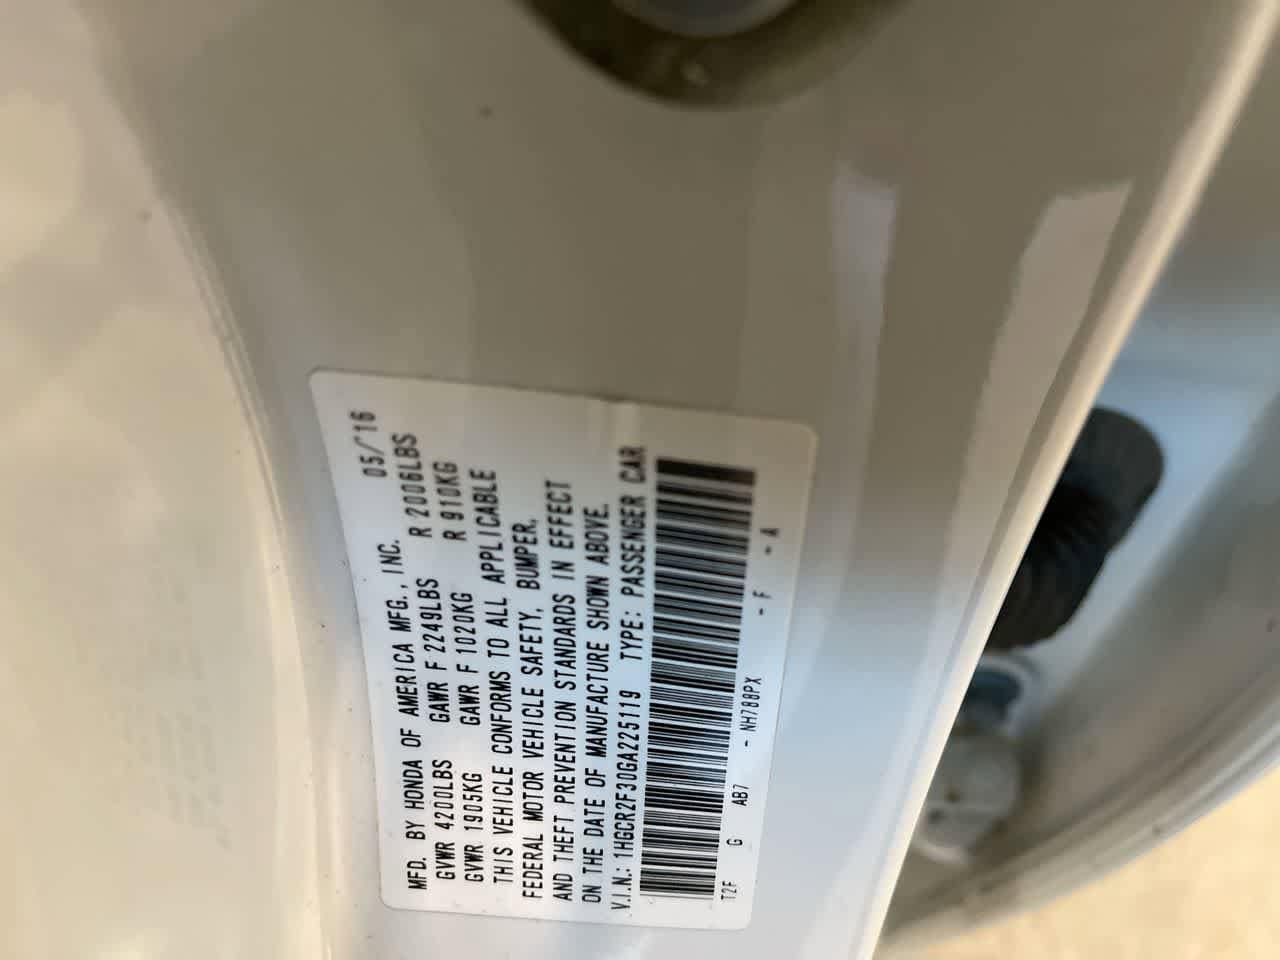 MFD. BY HONDA OF AMERICA MFG., INC. 05/'16
GVWR 4200LBS GAWR F 2249LBS R 2006LBS
GVWR 1905KG GAWR F 1020KG R 910KG
THIS VEHICLE CONFORMS TO ALL APPLICABLE
FEDERAL MOTOR VEHICLE SAFETY, BUMPER,
AND THEFT PREVENTION STANDARDS IN EFFECT
ON THE DATE OF MANUFACTURE SHOWN ABOVE.
V.I.N.: 1HGCR2F30GA225119 TYPE: PASSENGER CAR
T2F G AB7 - NH788PX - F - A